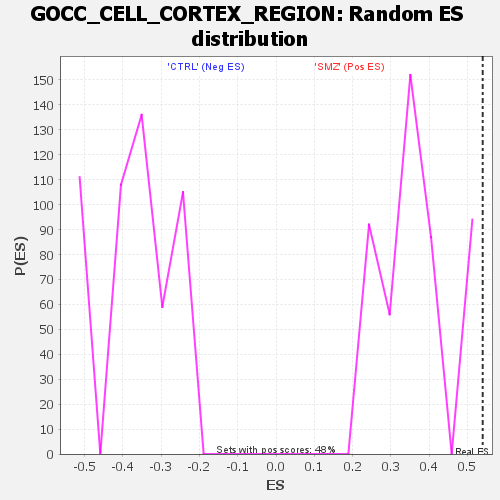 GOCC_CELL_CORTEX_REGION: Random ES
distribution
'CTRL' (Neg ES) 'SMZ' (Pos ES)
P(ES)
150
140
130
120
110
100
90
80
70
60
50
40
30
20
10
0
Sets with pos scores: 48%
Real ES
-0.5 -0.4 -0.3 -0.2 -0.1 0.0 0.1 0.2 0.3 0.4 0.5
ES